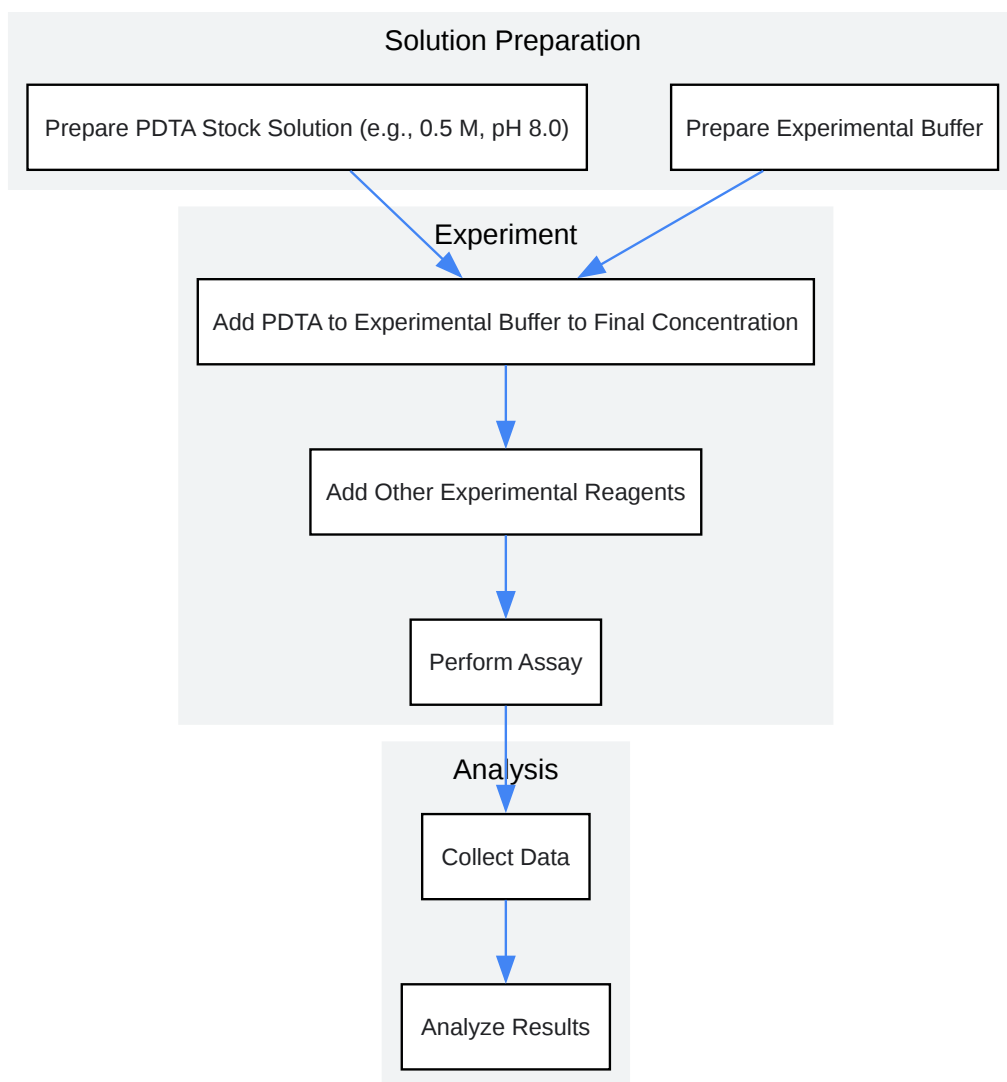 Solution Preparation
Prepare PDTA Stock Solution (e.g., 0.5 M, pH 8.0)
Prepare Experimental Buffer
Experiment
Add PDTA to Experimental Buffer to Final Concentration
Add Other Experimental Reagents
Perform Assay
Analysis
Collect Data
Analyze Results